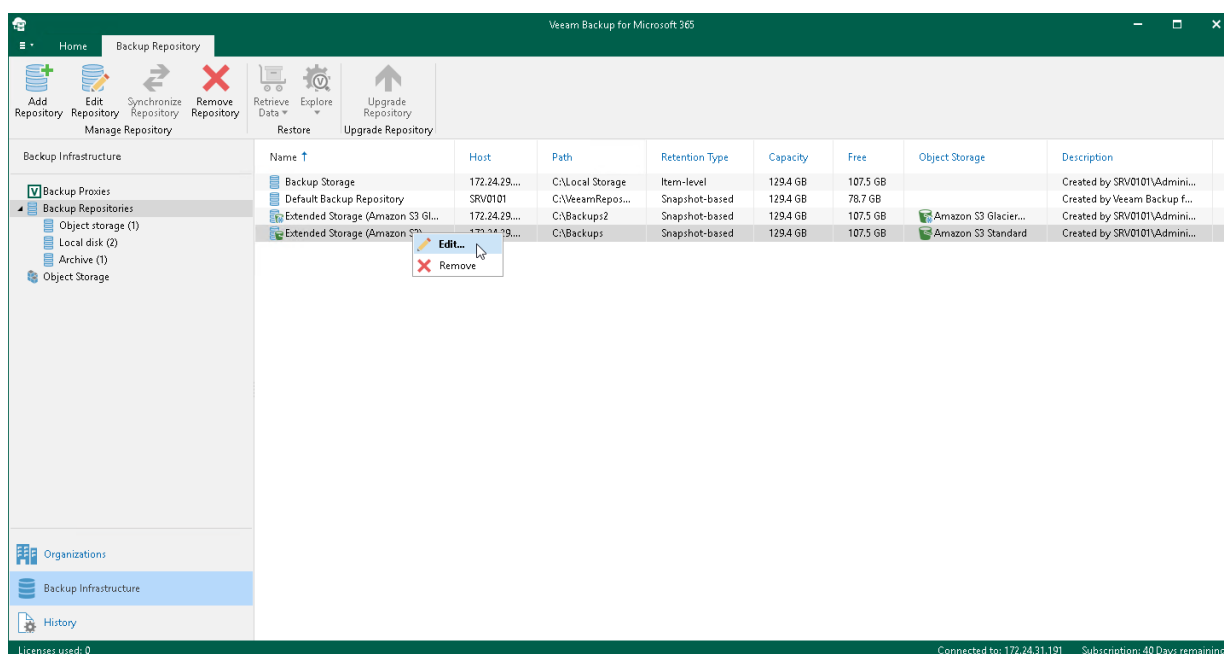 Veeam Backup for Microsoft 365
Home Backup Repository
Add Repository Edit Repository Synchronize Repository Remove Repository Retrieve Data Explore Upgrade Repository
Manage Repository Restore Upgrade Repository
Backup Infrastructure
Backup Proxies
Backup Repositories
Object storage (1)
Local disk (2)
Archive (1)
Object Storage
Name Host Path Retention Type Capacity Free Object Storage Description
Backup Storage 172.24.29.... C:\Local Storage Item-level 129.4 GB 107.5 GB Created by SRV0101\Admini...
Default Backup Repository SRV0101 C:\VeeamRepos... Snapshot-based 129.4 GB 78.7 GB Created by Veeam Backup f...
Extended Storage (Amazon S3 Gl... 172.24.29.... C:\Backups2 Snapshot-based 129.4 GB 107.5 GB Amazon S3 Glacier... Created by SRV0101\Admini...
Extended Storage (Amazon S3) 172.24.29.... C:\Backups Snapshot-based 129.4 GB 107.5 GB Amazon S3 Standard Created by SRV0101\Admini...
Edit...
Remove
Organizations
Backup Infrastructure
History
Licenses used: 0 Connected to: 172.24.31.191 Subscription: 40 Days remaining